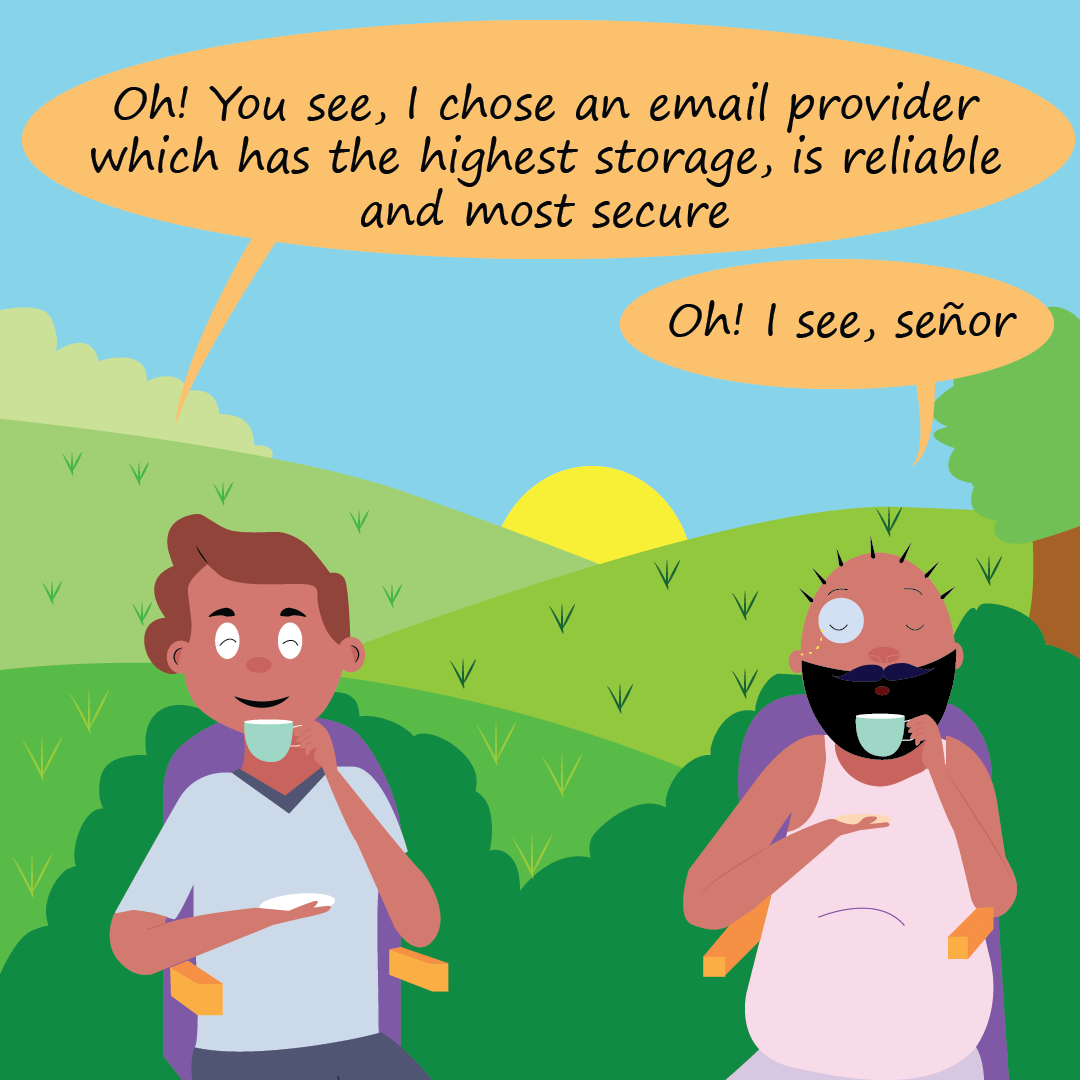 Oh! You see, I chose an email provider
which has the highest storage, is reliable
and most secure
Oh! I see, señor